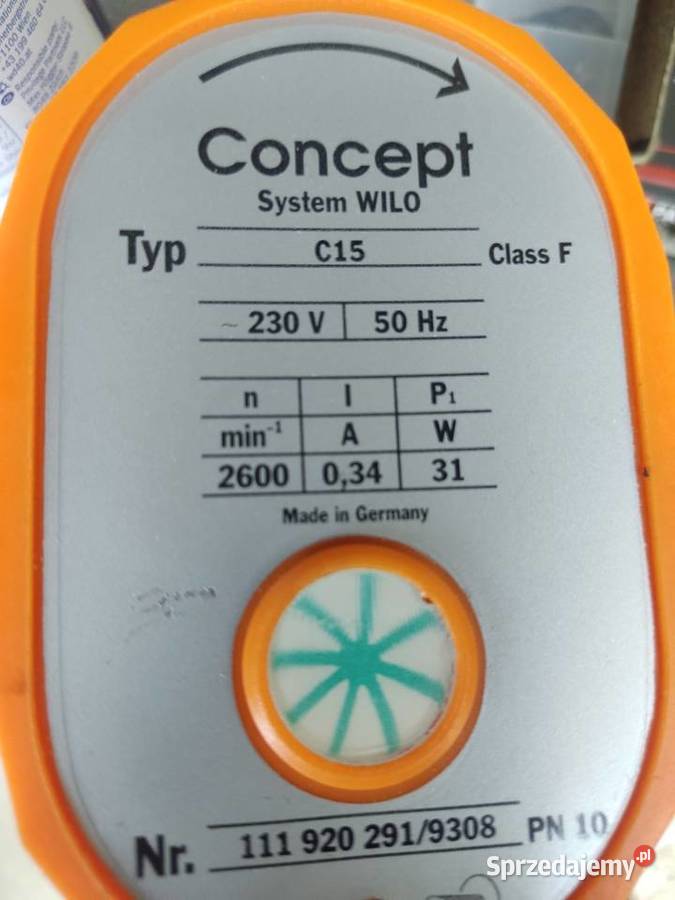 Concept
System WILO
Typ C15 Class F
~ 230 V 50 Hz
n I P₁
min⁻¹ A W
2600 0,34 31
Made in Germany
Nr. 111 920 291/9308 PN 10
Sprzedajemy.pl